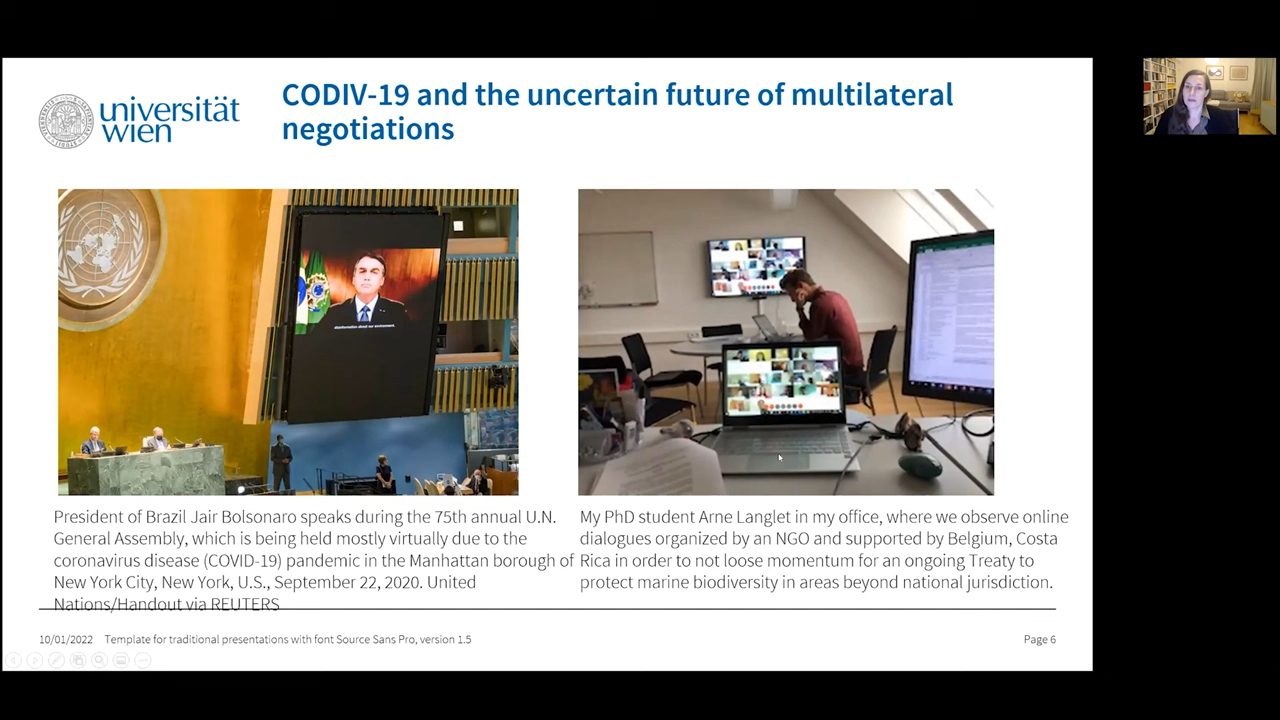 universität
wien
CODIV-19 and the uncertain future of multilateral
negotiations
disinformation about our environment.
President of Brazil Jair Bolsonaro speaks during the 75th annual U.N.
General Assembly, which is being held mostly virtually due to the
coronavirus disease (COVID-19) pandemic in the Manhattan borough of
New York City, New York, U.S., September 22, 2020. United
Nations/Handout via REUTERS
My PhD student Arne Langlet in my office, where we observe online
dialogues organized by an NGO and supported by Belgium, Costa
Rica in order to not loose momentum for an ongoing Treaty to
protect marine biodiversity in areas beyond national jurisdiction.
10/01/2022 Template for traditional presentations with font Source Sans Pro, version 1.5
Page 6